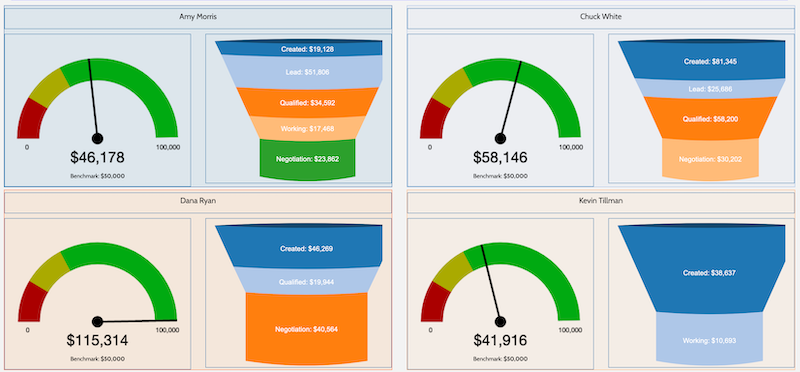 Amy Morris
0
100,000
$46,178
Benchmark: $50,000
Created: $19,128
Lead: $51,806
Qualified: $34,592
Working: $17,468
Negotiation: $23,862
Chuck White
0
100,000
$58,146
Benchmark: $50,000
Created: $81,345
Lead: $25,686
Qualified: $58,200
Negotiation: $30,202
Dana Ryan
0
100,000
$115,314
Benchmark: $50,000
Created: $46,269
Qualified: $19,944
Negotiation: $40,564
Kevin Tillman
0
100,000
$41,916
Benchmark: $50,000
Created: $38,637
Working: $10,693